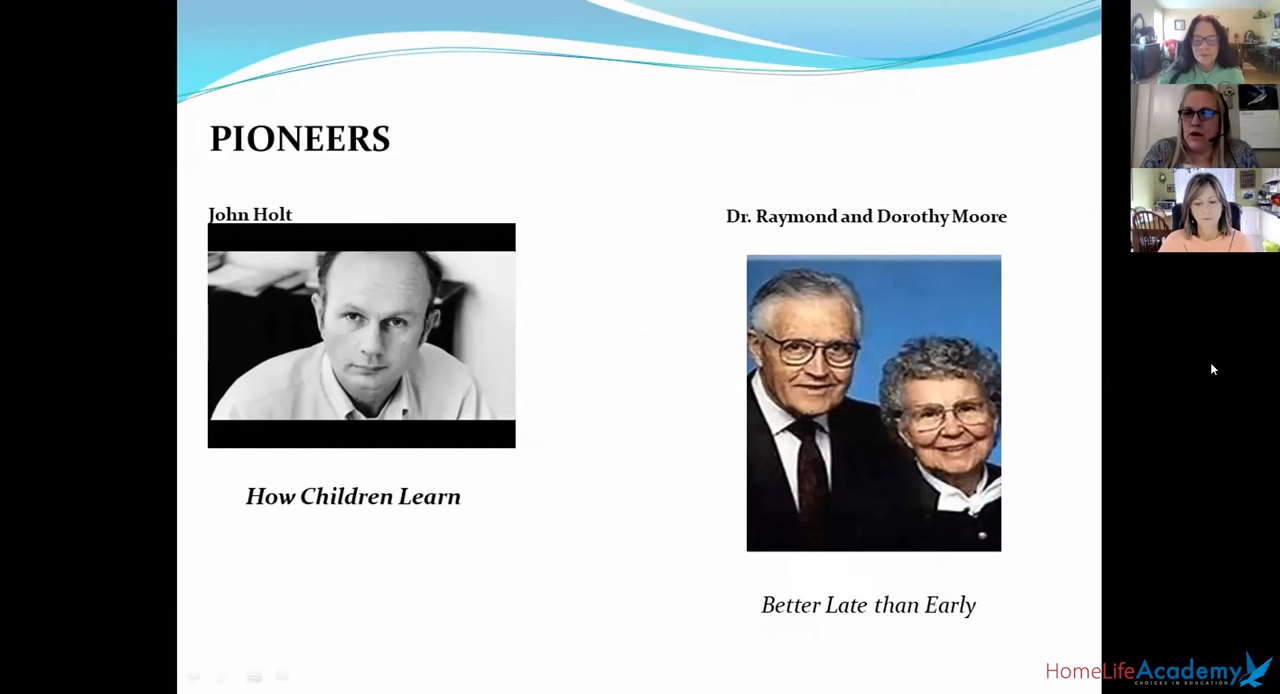 PIONEERS
John Holt
Dr. Raymond and Dorothy Moore
How Children Learn
Better Late than Early
HomeLifeAcademy
CHOICES IN EDUCATION